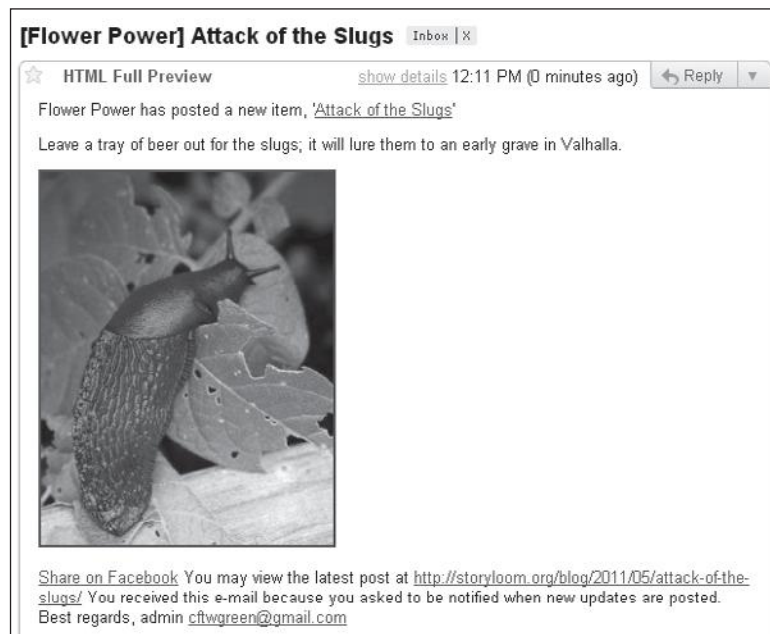 [Flower Power] Attack of the Slugs Inbox | X
HTML Full Preview show details 12:11 PM (0 minutes ago) Reply
Flower Power has posted a new item, 'Attack of the Slugs'
Leave a tray of beer out for the slugs; it will lure them to an early grave in Valhalla.
Share on Facebook You may view the latest post at http://storyloom.org/blog/2011/05/attack-of-the-
slugs/ You received this e-mail because you asked to be notified when new updates are posted.
Best regards, admin cftwgreen@gmail.com